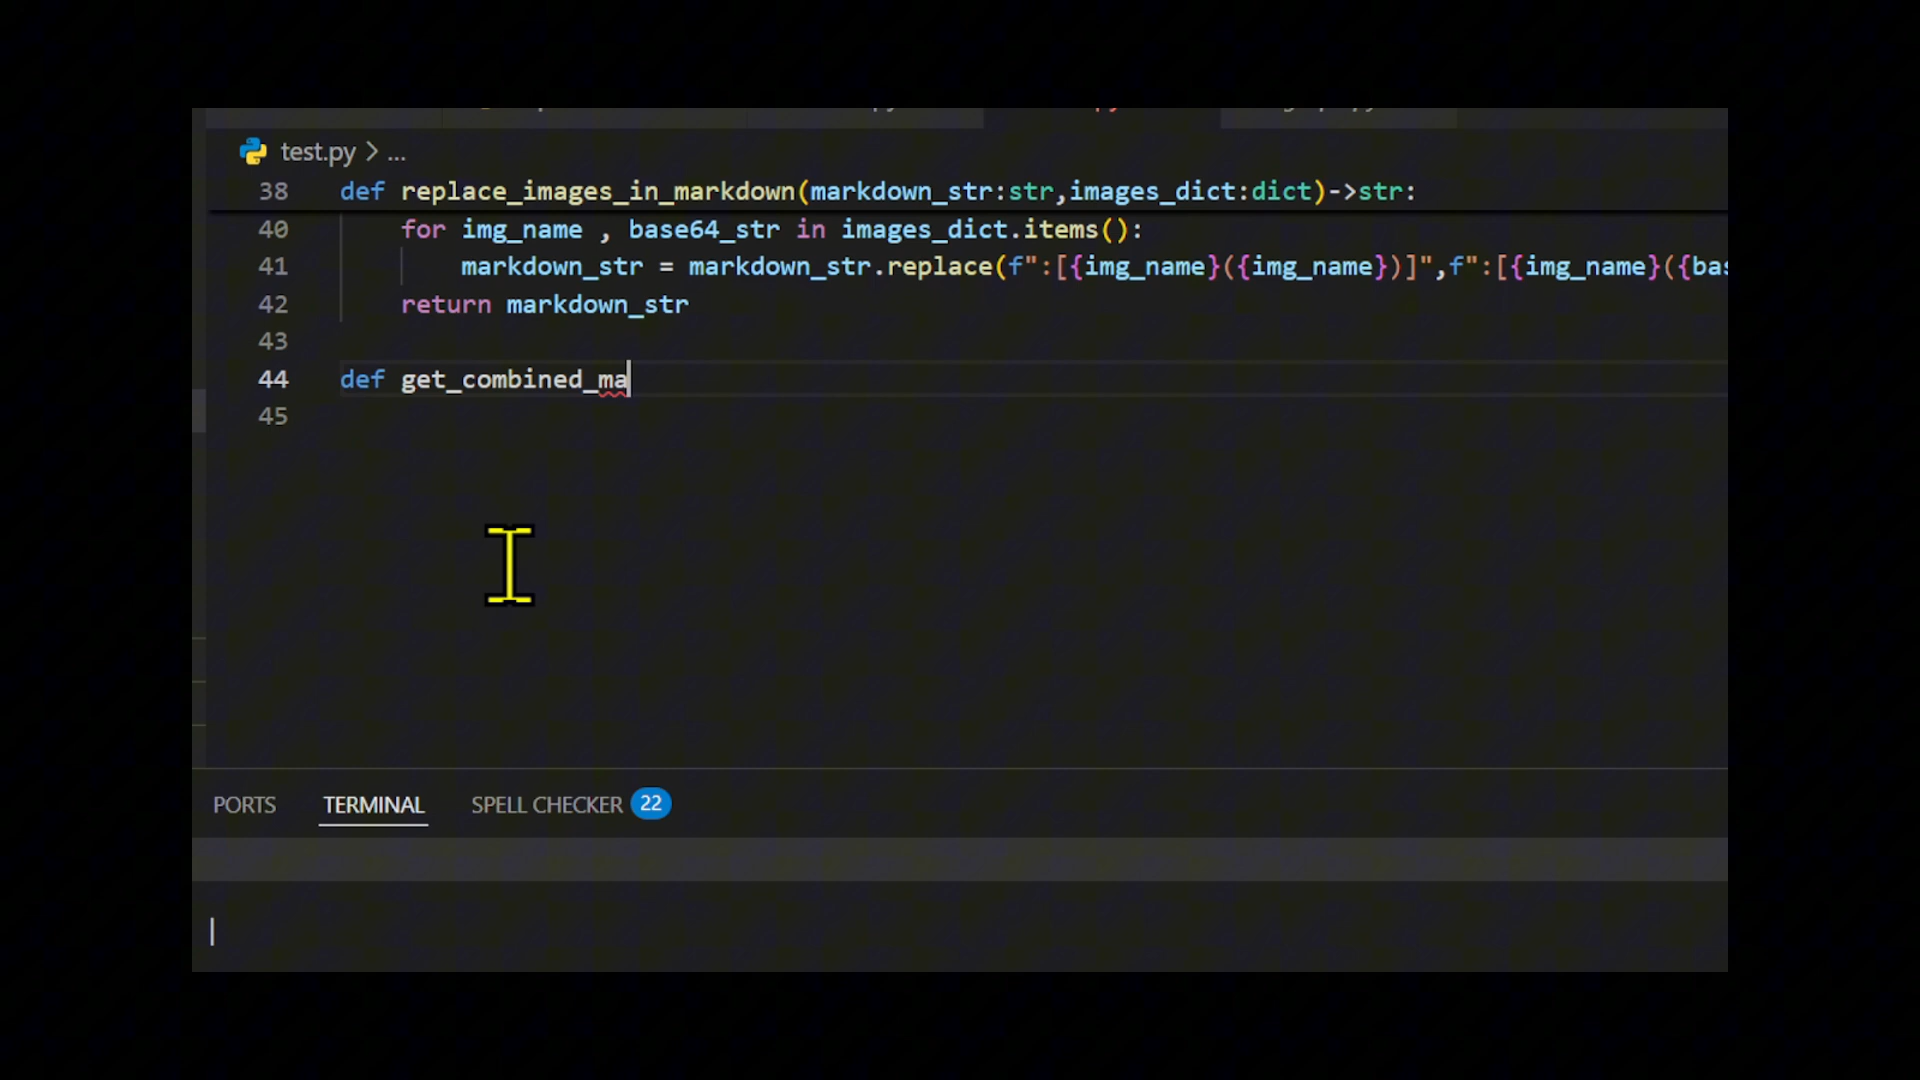 test.py > ...
38 def replace_images_in_markdown(markdown_str:str,images_dict:dict)->str:
40 for img_name , base64_str in images_dict.items():
41 markdown_str = markdown_str.replace(f":[{img_name}({img_name})]",f":[{img_name}({bas
42 return markdown_str
43
44 def get_combined_ma
45
PORTS TERMINAL SPELL CHECKER 22